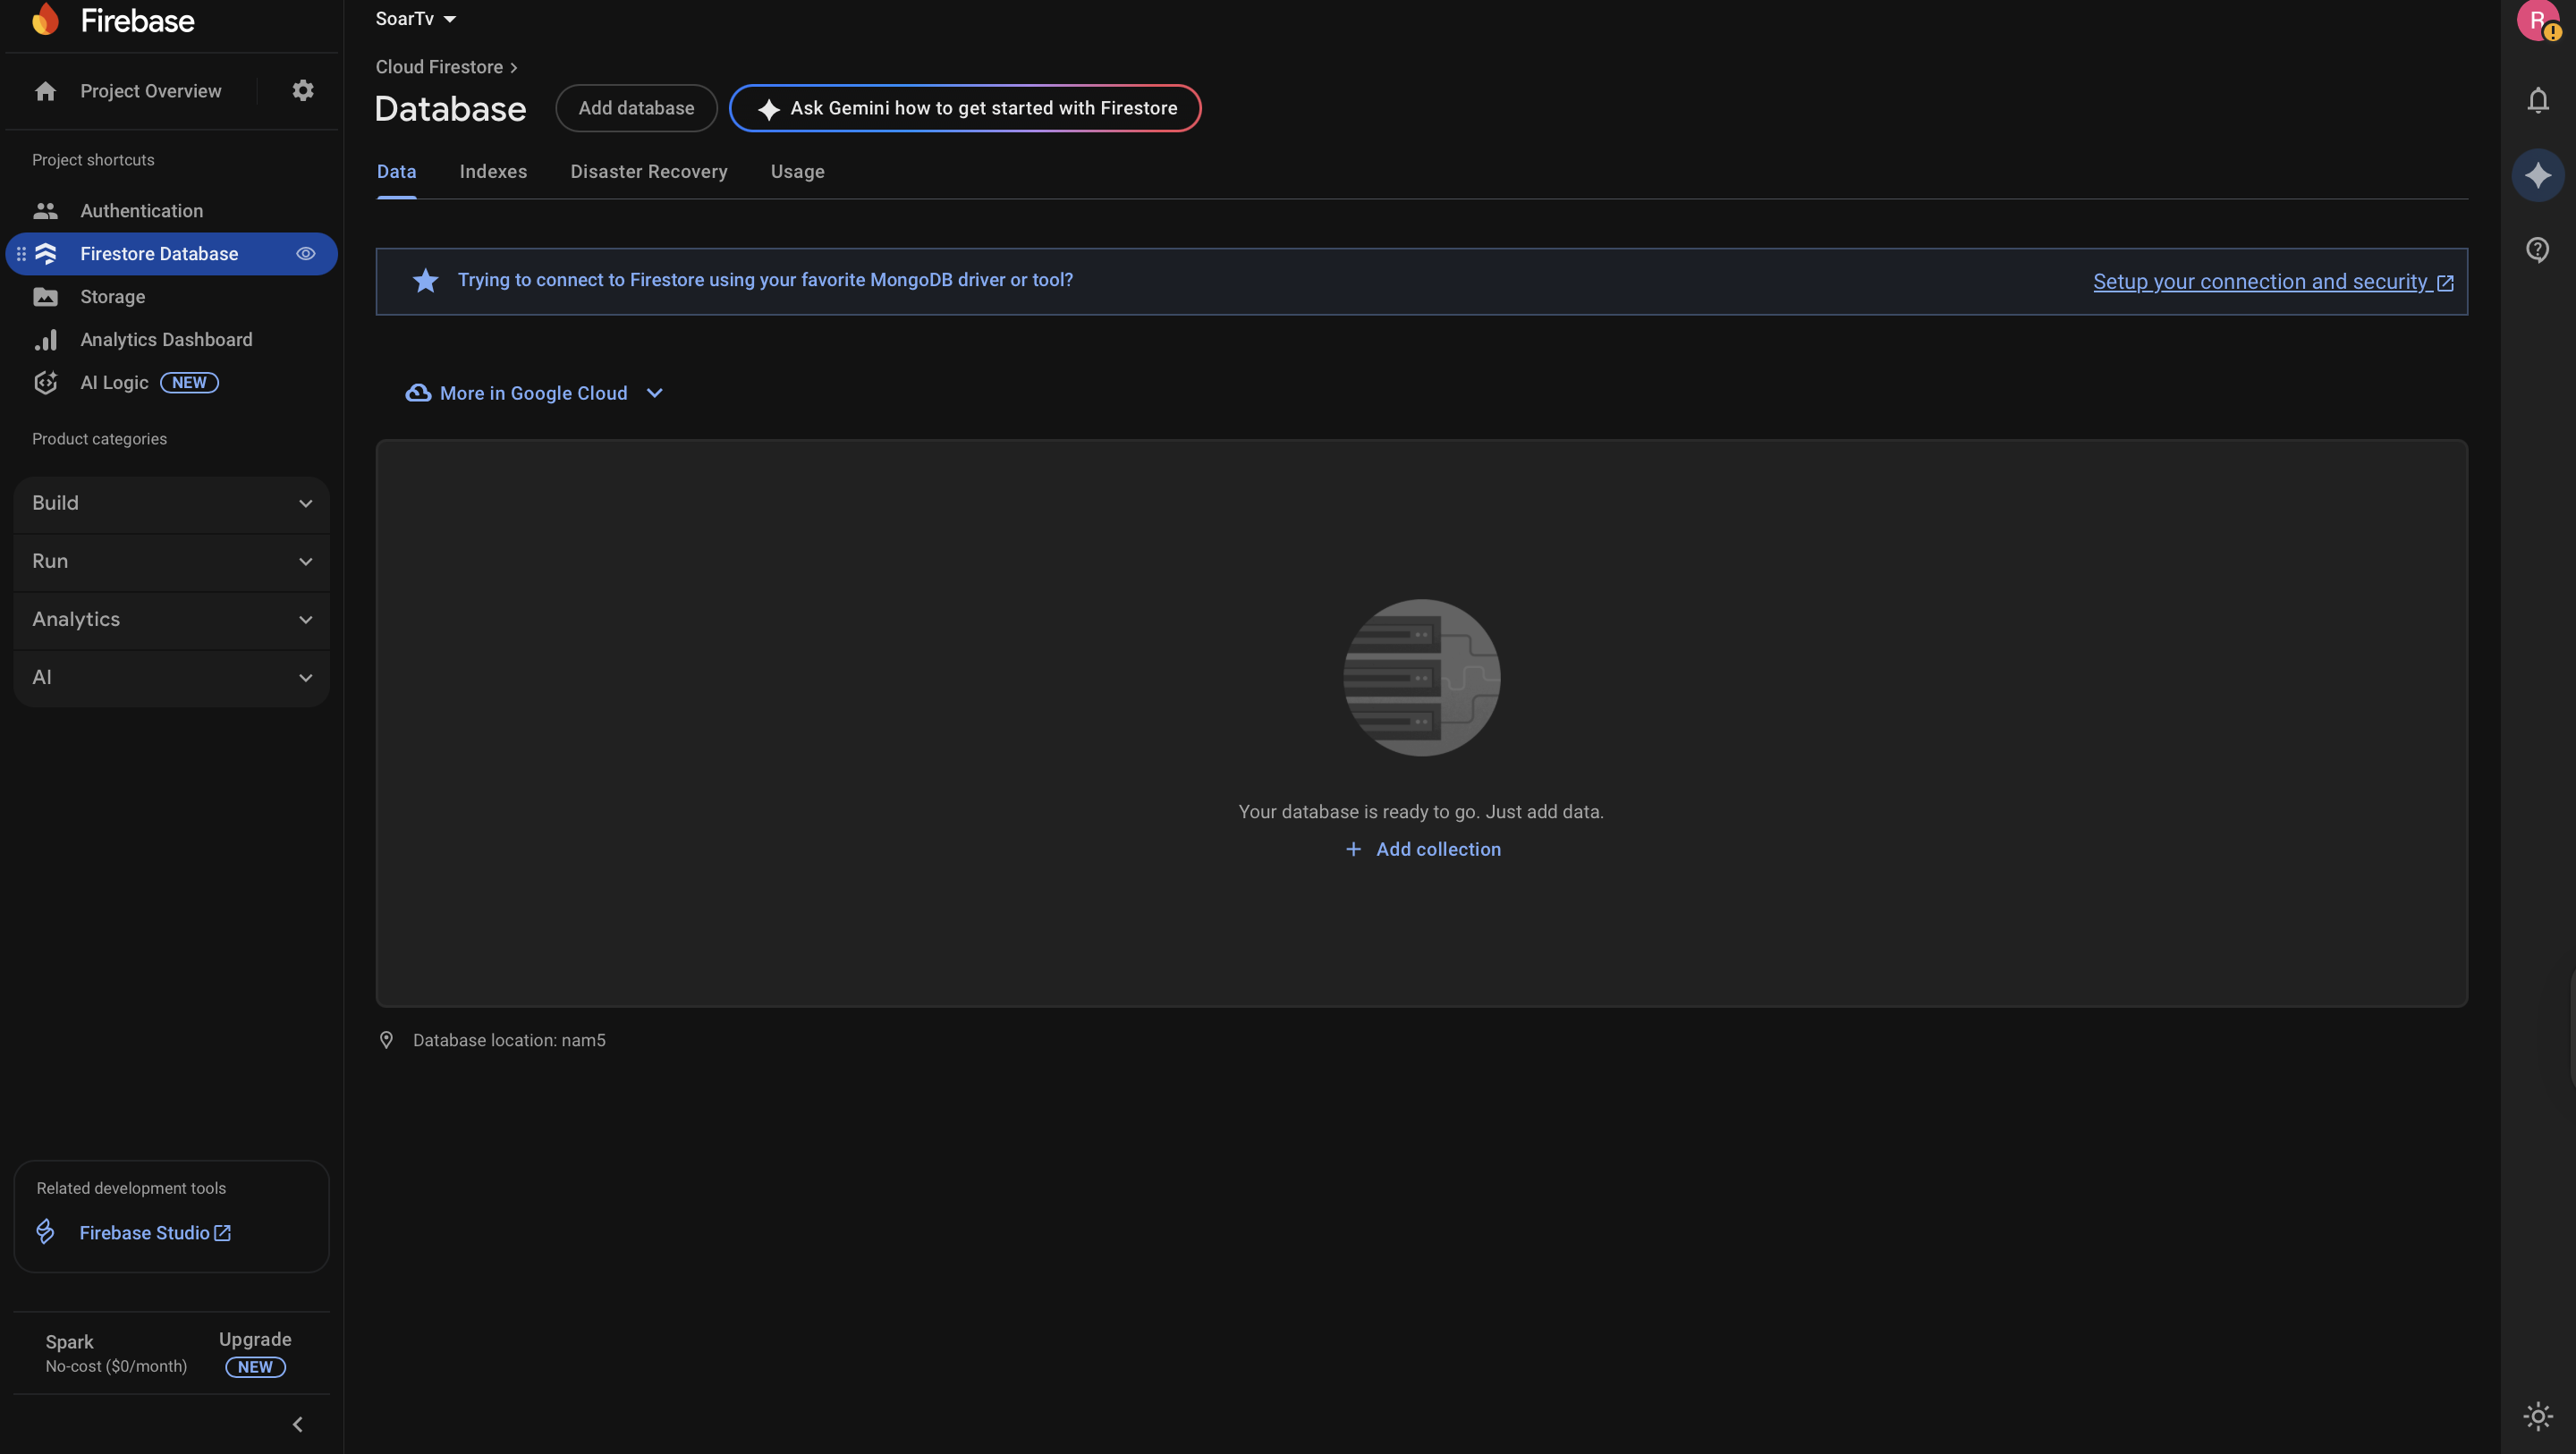 Firebase
Project Overview
Project shortcuts
Authentication
Firestore Database
Storage
Analytics Dashboard
AI Logic NEW
Product categories
Build
Run
Analytics
AI
Related development tools
Firebase Studio
Spark
No-cost ($0/month)
Upgrade
NEW
SoarTv
Cloud Firestore
Database
Add database
Ask Gemini how to get started with Firestore
Data Indexes Disaster Recovery Usage
Trying to connect to Firestore using your favorite MongoDB driver or tool?
Setup your connection and security
More in Google Cloud
Your database is ready to go. Just add data.
+ Add collection
Database location: nam5
R